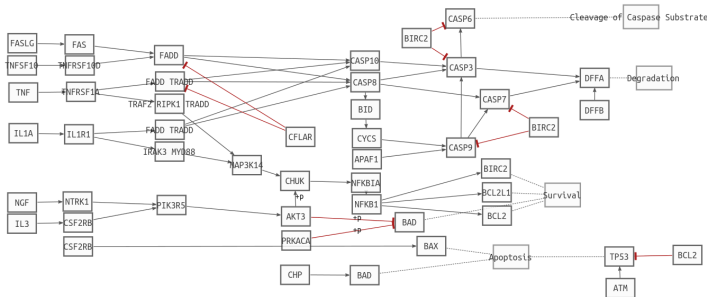 CASP6
Cleavage of Caspase Substrate
FASLG
FAS
BIRC2
FADD
TNFSF10
TNFRSF10D
CASP10
CASP3
DFFA
Degradation
TNF
TNFRSF1A
FADD TRADD
CASP8
CASP7
TRAF2 RIPK1 TRADD
BID
DFFB
IL1A
IL1R1
FADD TRADD
CFLAR
CYCS
BIRC2
IRAK3 MYD88
APAF1
CASP9
MAP3K14
BIRC2
CHUK
NFKBIA
NGF
NTRK1
+p
BCL2L1
Survival
PIK3R5
NFKB1
IL3
CSF2RB
AKT3
+p
BAD
BCL2
PRKACA
+p
CSF2RB
BAX
Apoptosis
TP53
BCL2
CHP
BAD
ATM